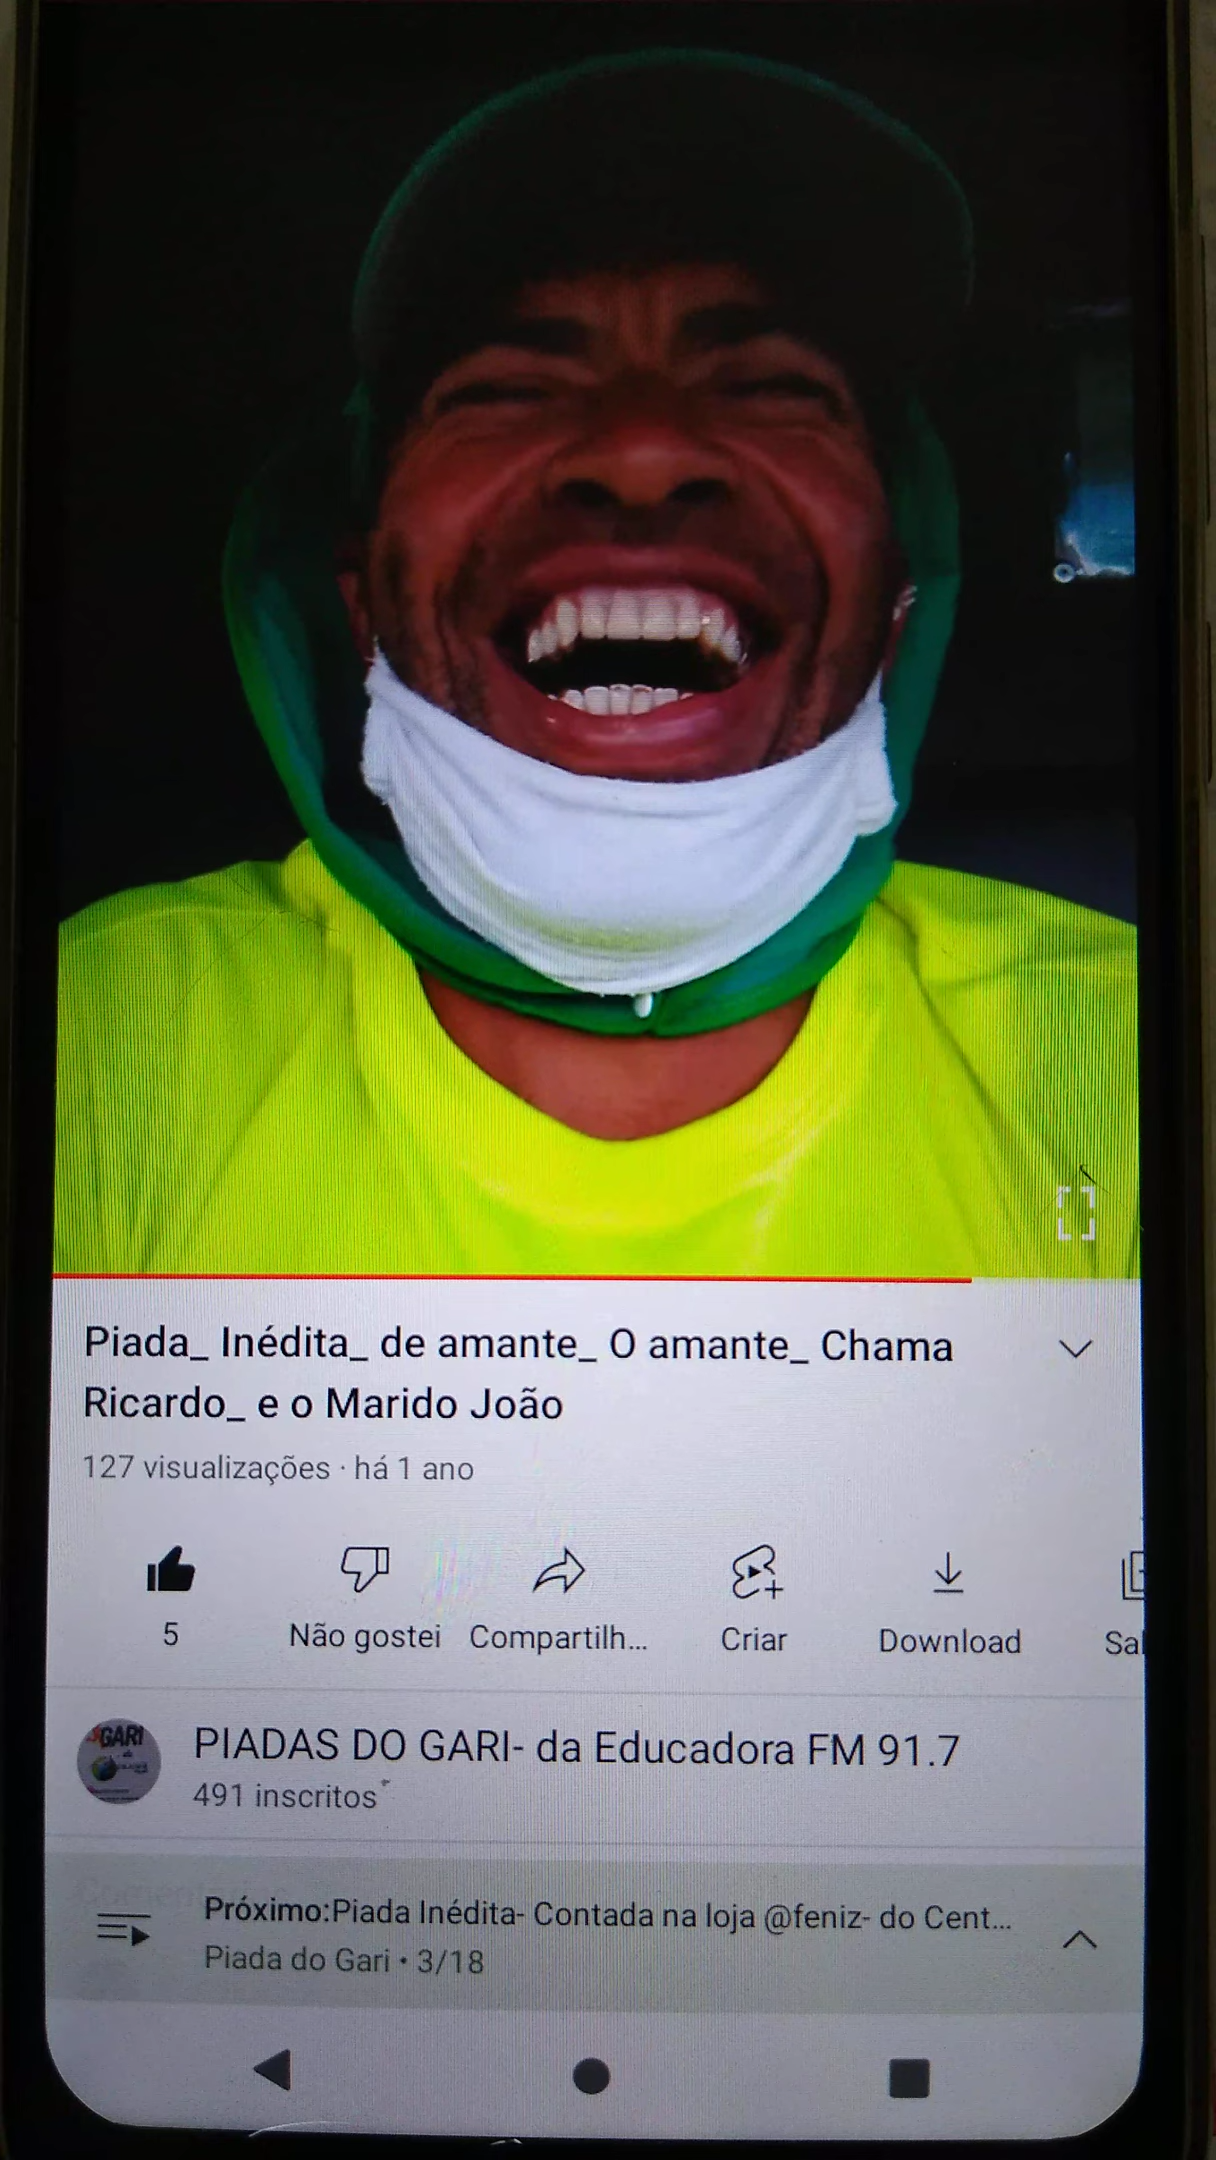 Piada_ Inédita_ de amante_ O amante_ Chama
Ricardo_ e o Marido João
127 visualizações · há 1 ano
5
Não gostei
Compartilh...
Criar
Download
Sal
GARI
PIADAS DO GARI- da Educadora FM 91.7
491 inscritos
Próximo:Piada Inédita- Contada na loja @feniz- do Cent...
Piada do Gari • 3/18